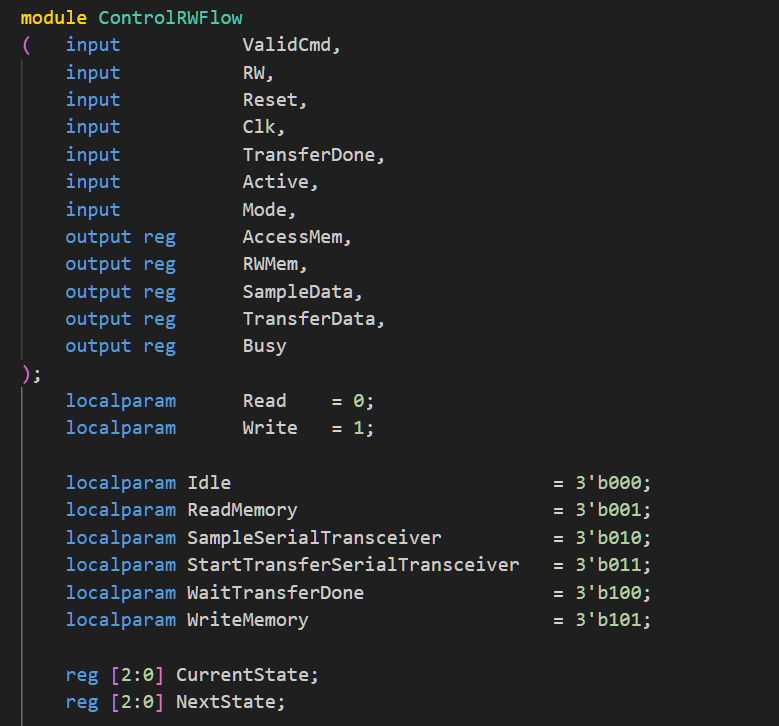 module ControlRWFlow
(   input           ValidCmd,
    input           RW,
    input           Reset,
    input           Clk,
    input           TransferDone,
    input           Active,
    input           Mode,
    output reg      AccessMem,
    output reg      RWMem,
    output reg      SampleData,
    output reg      TransferData,
    output reg      Busy
);
    localparam      Read    = 0;
    localparam      Write   = 1;

    localparam Idle                             = 3'b000;
    localparam ReadMemory                       = 3'b001;
    localparam SampleSerialTransceiver          = 3'b010;
    localparam StartTransferSerialTransceiver   = 3'b011;
    localparam WaitTransferDone                 = 3'b100;
    localparam WriteMemory                      = 3'b101;

    reg [2:0] CurrentState;
    reg [2:0] NextState;